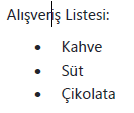 Alışveriş Listesi:
• Kahve
• Süt
• Çikolata